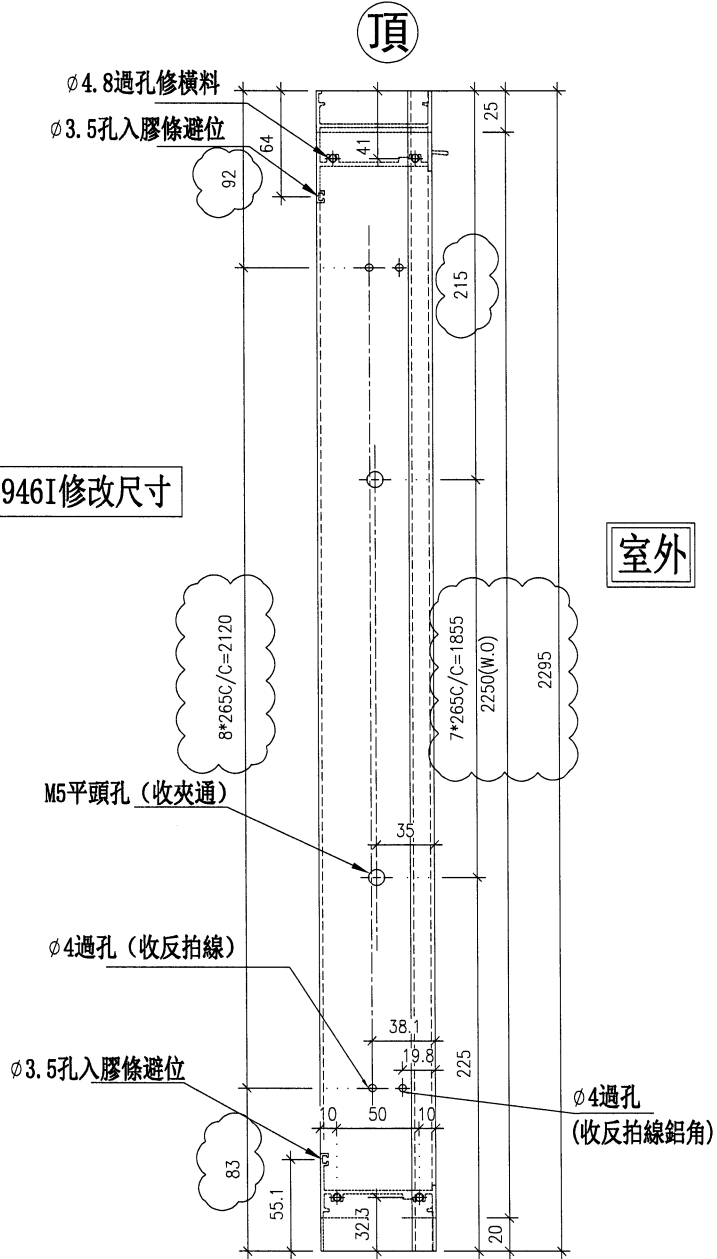 頂
∅4.8過孔修橫料
∅3.5孔入膠條避位
64
92
41
25
215
946I修改尺寸
室外
8*265C/C=2120
7*265C/C=1855
2250(W.O)
2295
M5平頭孔（收夾通）
35
∅4過孔（收反拍線）
38.1
19.8
225
∅3.5孔入膠條避位
10
50
10
∅4過孔
(收反拍線鋁角)
83
55.1
32.3
20